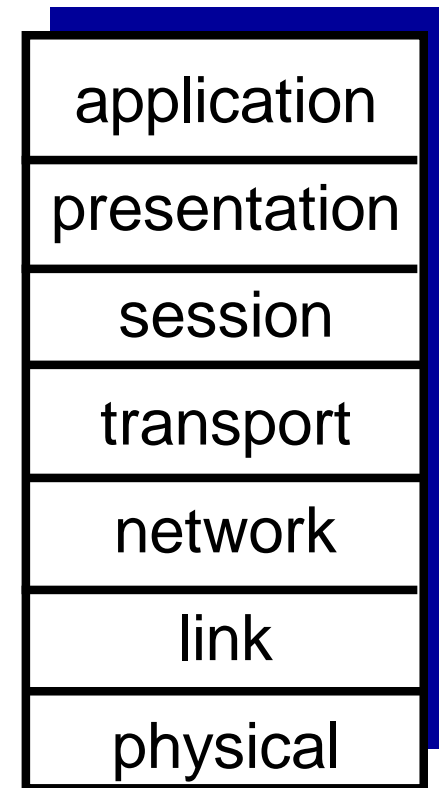 application
presentation
session
transport
network
link
physical